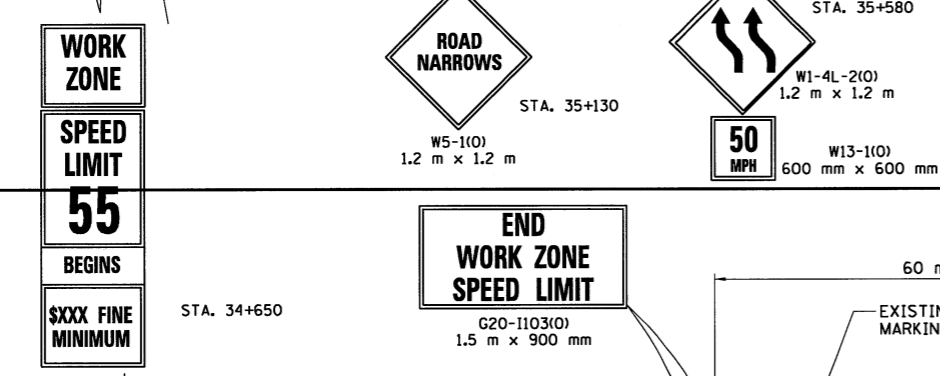 WORK
ZONE
SPEED
LIMIT
55
BEGINS
$XXX FINE
MINIMUM
STA. 34+650
ROAD
NARROWS
STA. 35+130
W5-1(O)
1.2 m x 1.2 m
STA. 35+580
W1-4L-2(O)
1.2 m x 1.2 m
50
MPH
W13-1(O)
600 mm x 600 mm
END
WORK ZONE
SPEED LIMIT
G20-I103(O)
1.5 m x 900 mm
60 m